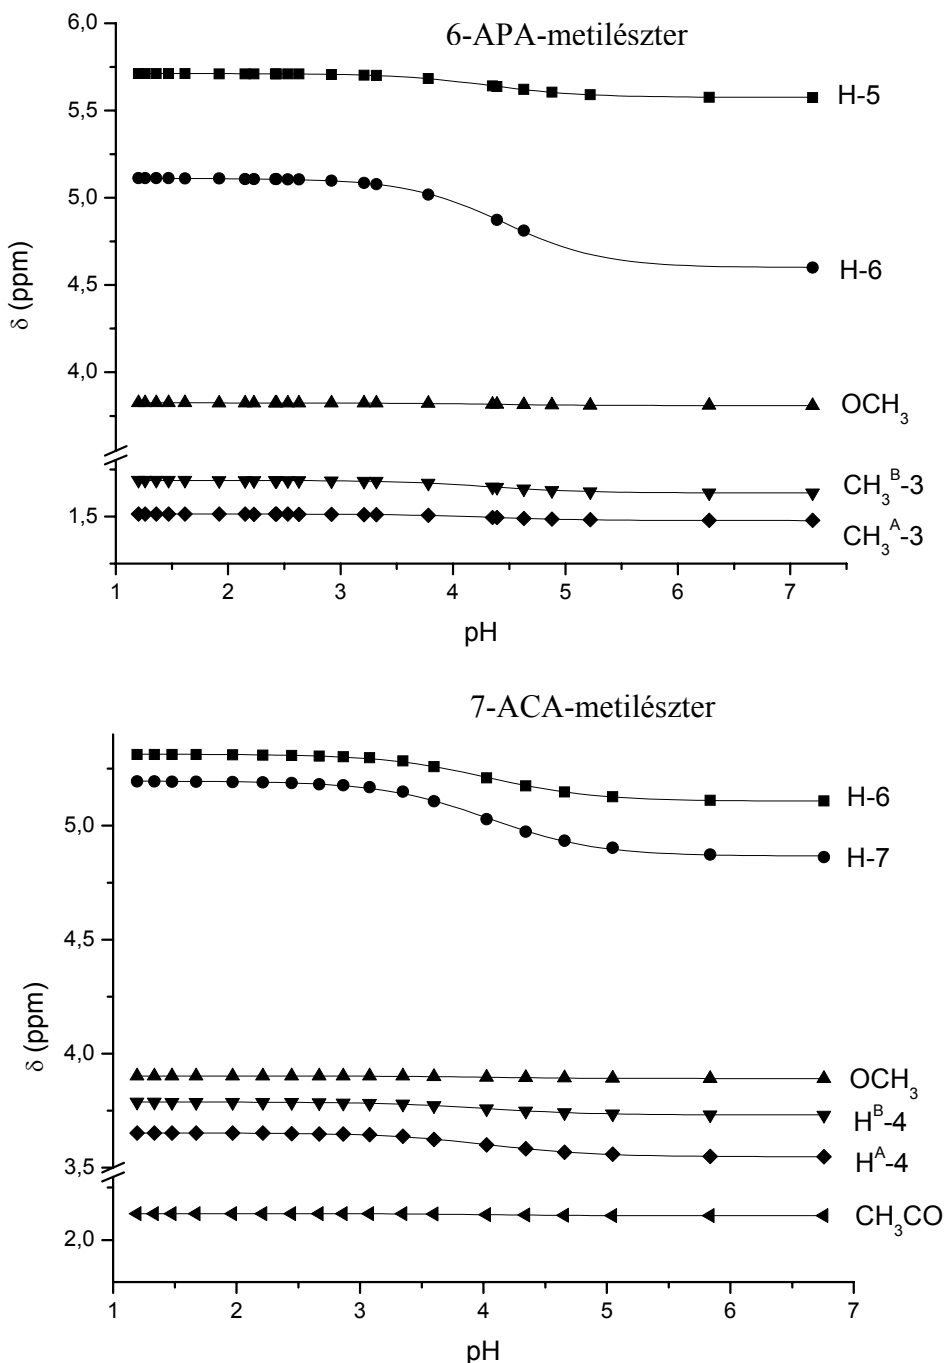 6-APA-metilészter
6,0
5,5
5,0
4,5
4,0
1,5
δ (ppm)
H-5
H-6
OCH₃
CH₃ᴮ-3
CH₃ᴬ-3
1 2 3 4 5 6 7
pH
7-ACA-metilészter
5,0
4,5
4,0
3,5
2,0
δ (ppm)
H-6
H-7
OCH₃
Hᴮ-4
Hᴬ-4
CH₃CO
1 2 3 4 5 6 7
pH